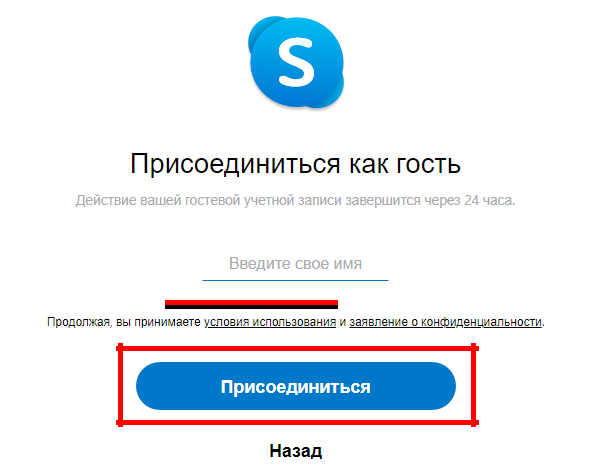 S
Присоединиться как гость
Действие вашей гостевой учетной записи завершится через 24 часа.
Введите свое имя
Продолжая, вы принимаете условия использования и заявление о конфиденциальности.
Присоединиться
Назад